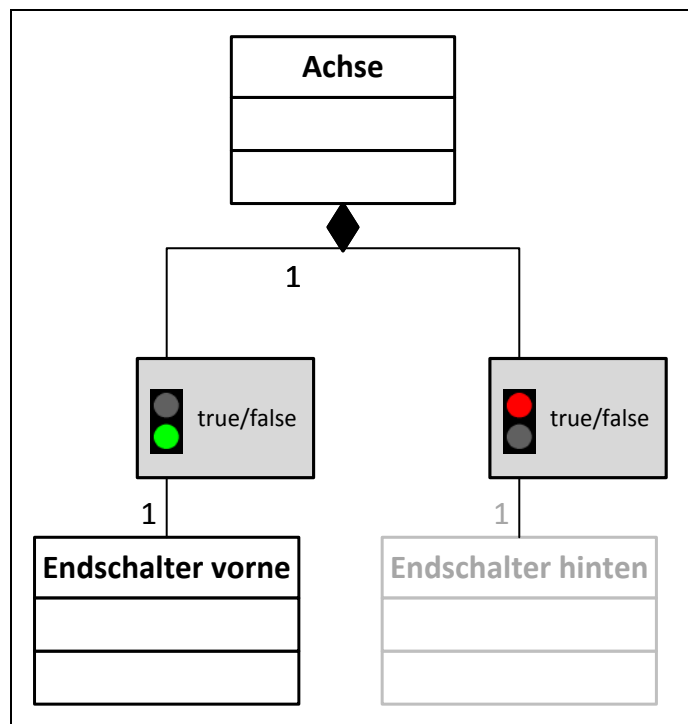 Achse
1
true/false
true/false
1
1
Endschalter vorne
Endschalter hinten